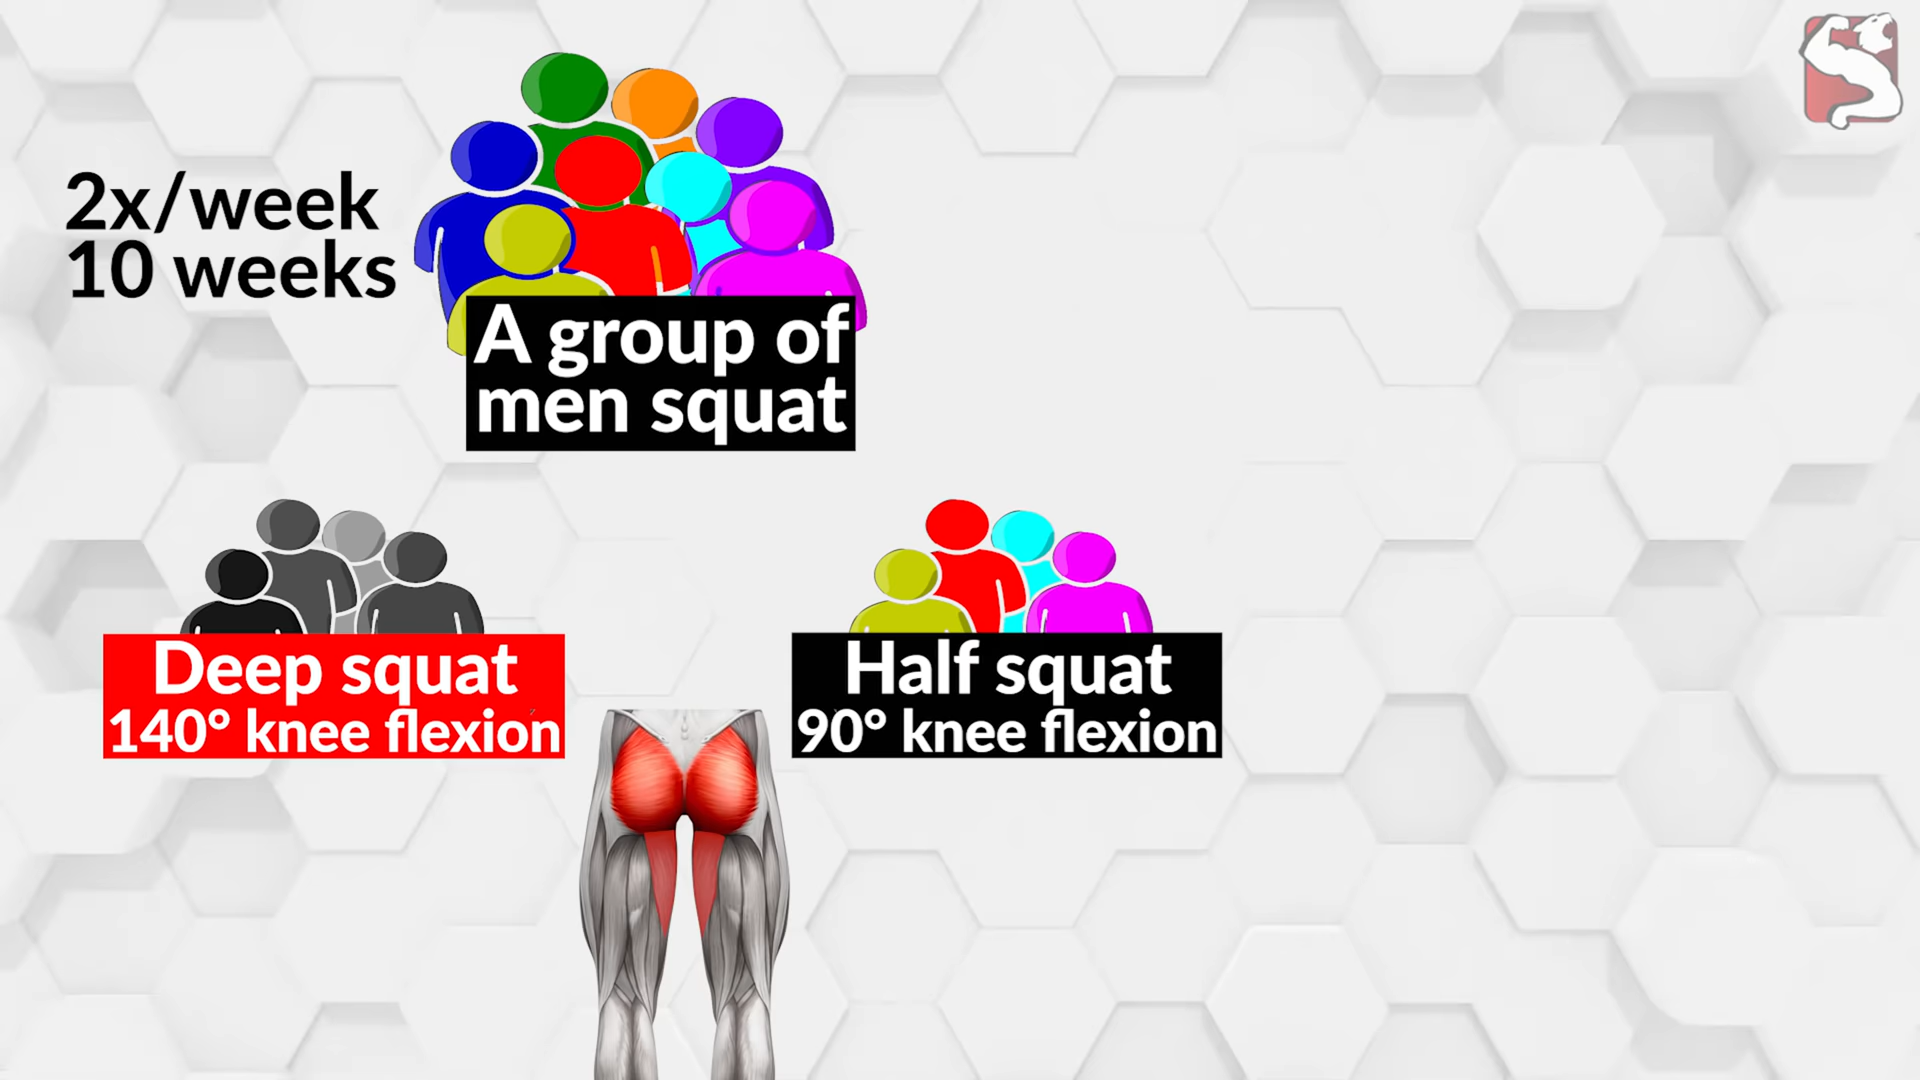 2x/week
10 weeks
A group of
men squat
Deep squat
140° knee flexion
Half squat
90° knee flexion